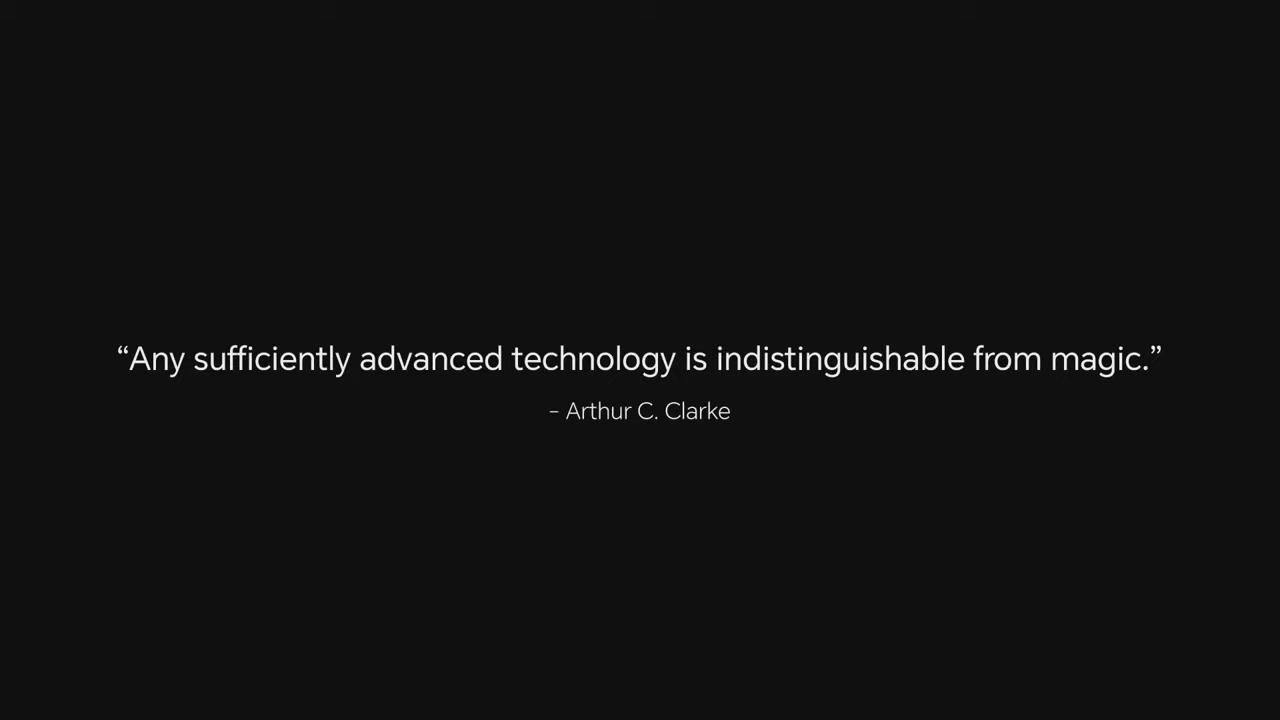 “Any sufficiently advanced technology is indistinguishable from magic.”
– Arthur C. Clarke